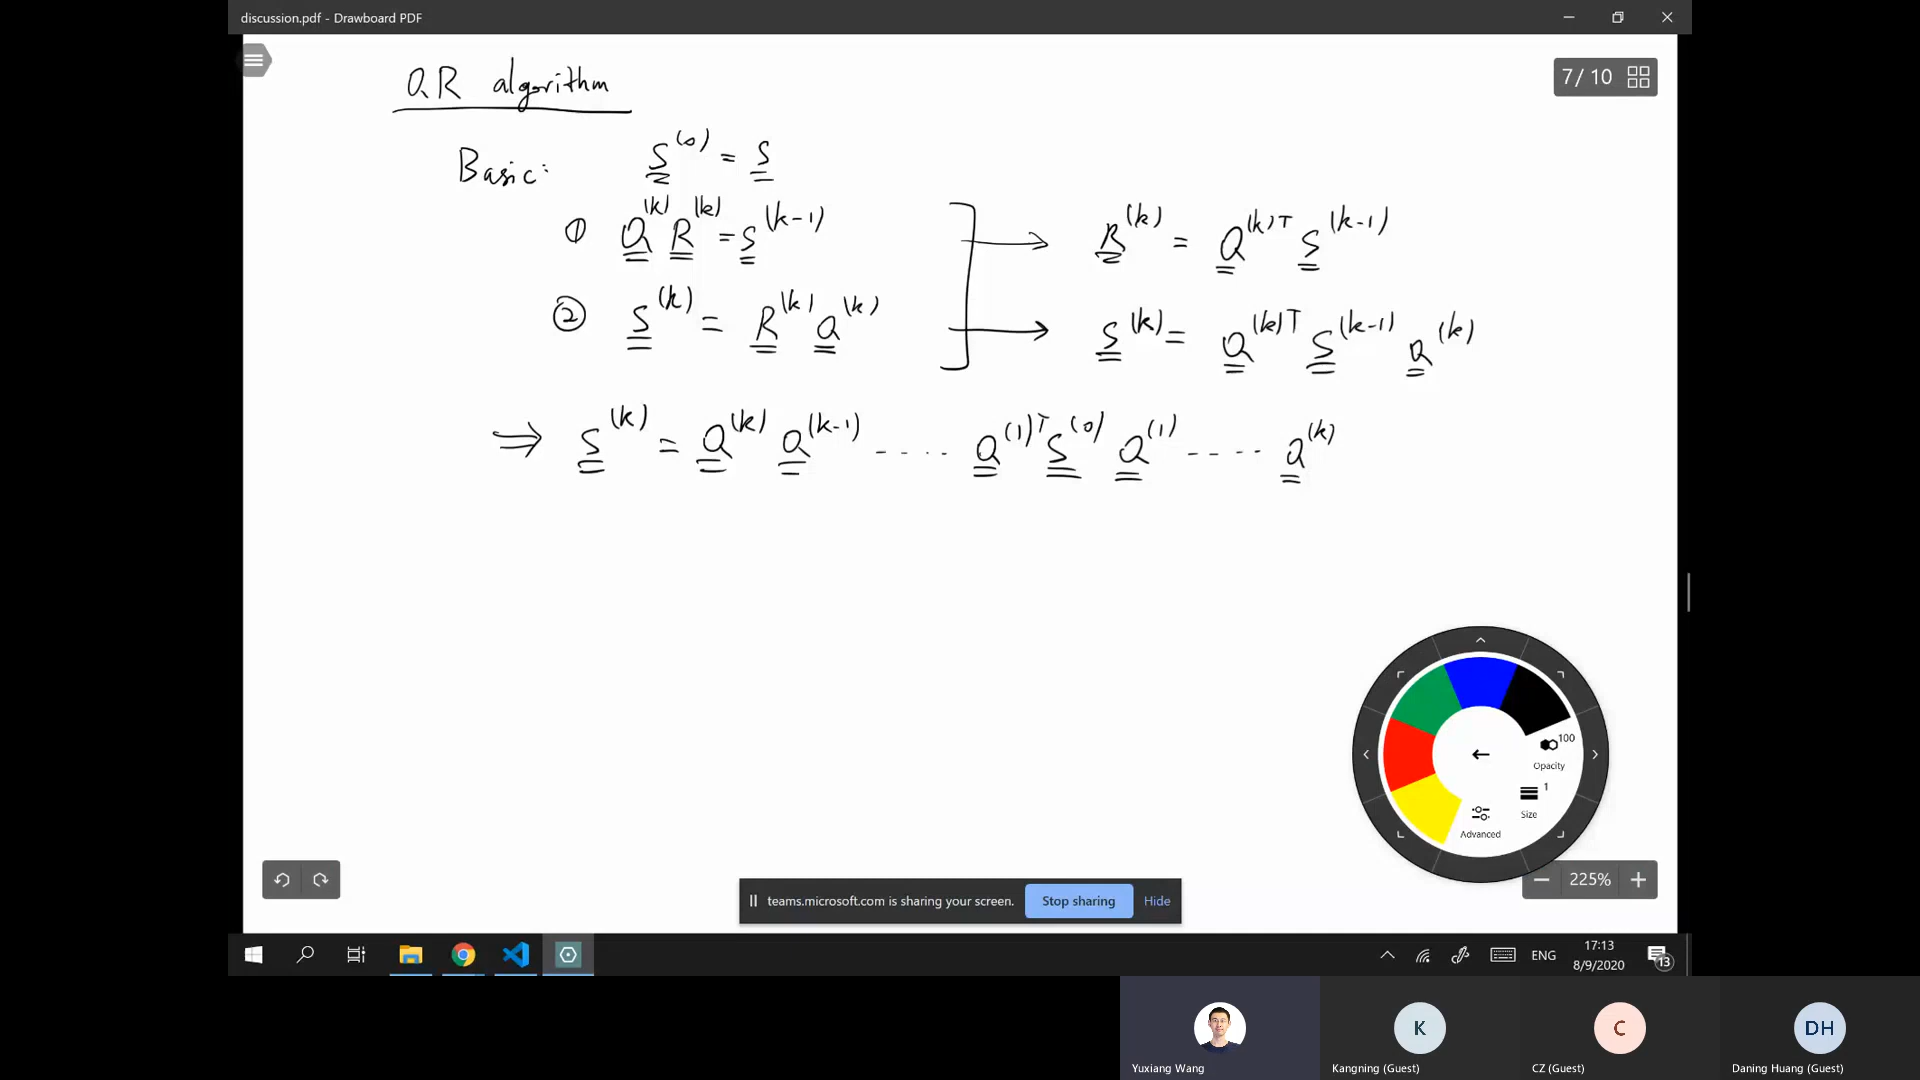 discussion.pdf - Drawboard PDF
7 / 10
QR algorithm
Basic: S^(0) = S
① Q^(k) R^(k) = S^(k-1) → R^(k) = Q^(k)T S^(k-1)
② S^(k) = R^(k) Q^(k) → S^(k) = Q^(k)T S^(k-1) Q^(k)
⇒ S^(k) = Q^(k) Q^(k-1) ..... Q^(1)T S^(0) Q^(1) ..... Q^(k)
100
Opacity
1
Size
Advanced
225%
teams.microsoft.com is sharing your screen. Stop sharing Hide
ENG
17:13
8/9/2020
13
K
C
DH
Yuxiang Wang
Kangning (Guest)
CZ (Guest)
Daning Huang (Guest)